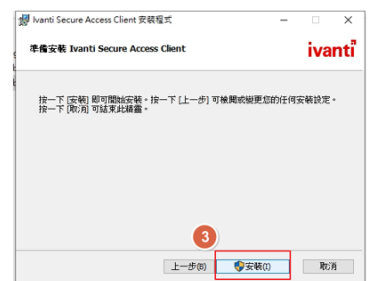 Ivanti Secure Access Client 安裝程式
準備安裝 Ivanti Secure Access Client
ivanti
按一下 [安裝] 即可開始安裝。按一下 [上一步] 可檢閱或變更您的任何安裝設定。
按一下 [取消] 可結束此精靈。
3
上一步(B) 安裝(I) 取消